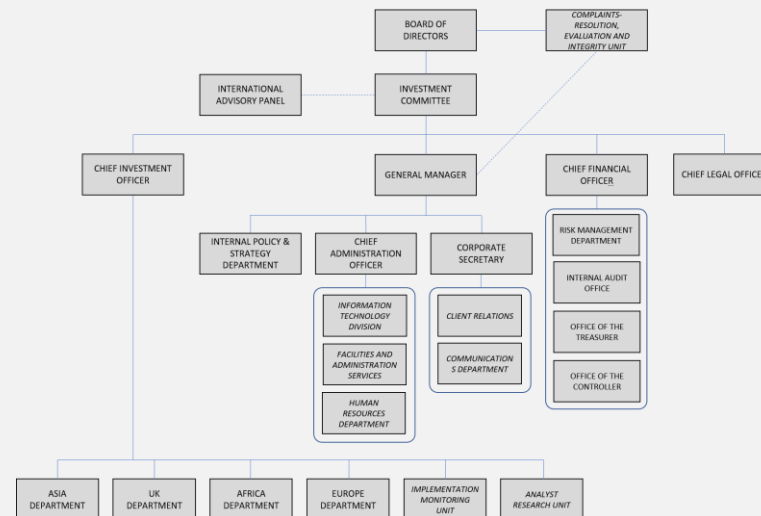 BOARD OF
DIRECTORS
COMPLAINTS-
RESOLITION,
EVALUATION AND
INTEGRITY UNIT
INTERNATIONAL
ADVISORY PANEL
INVESTMENT
COMMITTEE
CHIEF INVESTMENT
OFFICER
GENERAL MANAGER
CHIEF FINANCIAL
OFFICER
CHIEF LEGAL OFFICE
INTERNAL POLICY &
STRATEGY
DEPARTMENT
CHIEF
ADMINISTRATION
OFFICER
CORPORATE
SECRETARY
RISK MANAGEMENT
DEPARTMENT
INTERNAL AUDIT
OFFICE
OFFICE OF THE
TREASURER
OFFICE OF THE
CONTROLLER
INFORMATION
TECHNOLOGY
DIVISION
FACILITIES AND
ADMINISTRATION
SERVICES
HUMAN
RESOURCES
DEPARTMENT
CLIENT RELATIONS
COMMUNICATION
S DEPARTMENT
ASIA
DEPARTMENT
UK
DEPARTMENT
AFRICA
DEPARTMENT
EUROPE
DEPARTMENT
IMPLEMENTATION
MONITORING
UNIT
ANALYST
RESEARCH UNIT